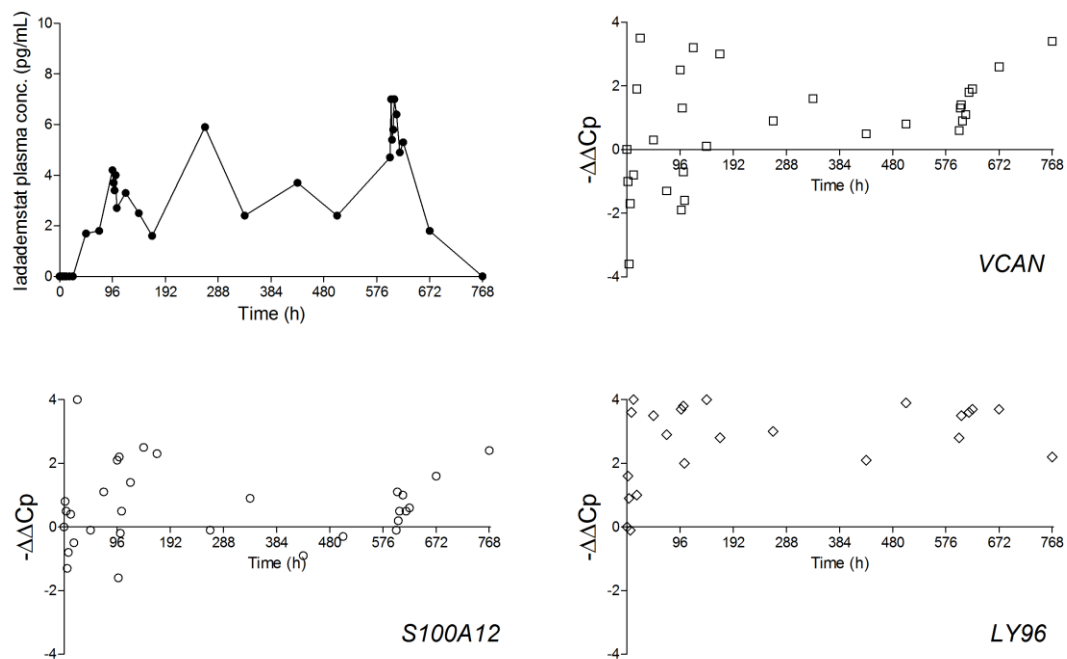 Iadademstat plasma conc. (pg/mL)
10
8
6
4
2
0
0 96 192 288 384 480 576 672 768
Time (h)
-ΔΔCp
4
2
0
-2
-4
96 192 288 384 480 576 672 768
Time (h)
VCAN
-ΔΔCp
4
2
0
-2
-4
96 192 288 384 480 576 672 768
Time (h)
S100A12
-ΔΔCp
4
2
0
-2
-4
96 192 288 384 480 576 672 768
Time (h)
LY96